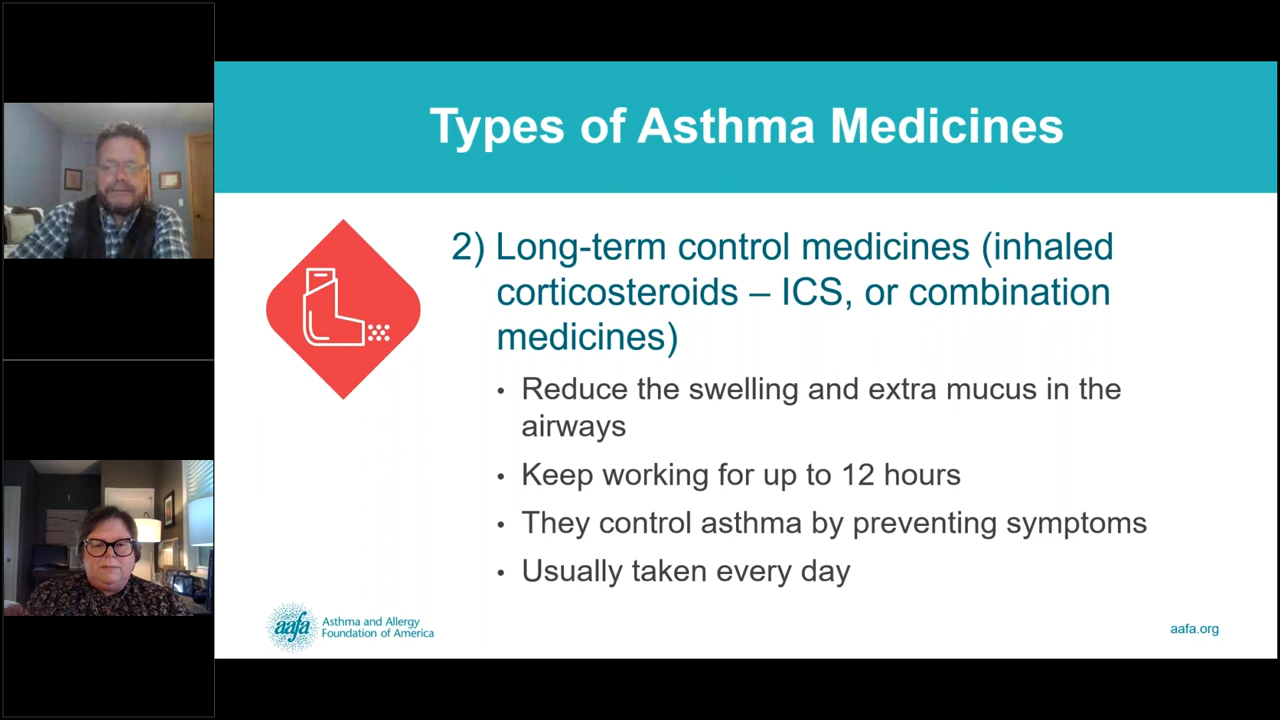 Types of Asthma Medicines
2) Long-term control medicines (inhaled
corticosteroids – ICS, or combination
medicines)
• Reduce the swelling and extra mucus in the
airways
• Keep working for up to 12 hours
• They control asthma by preventing symptoms
• Usually taken every day
aafa
Asthma and Allergy
Foundation of America
aafa.org